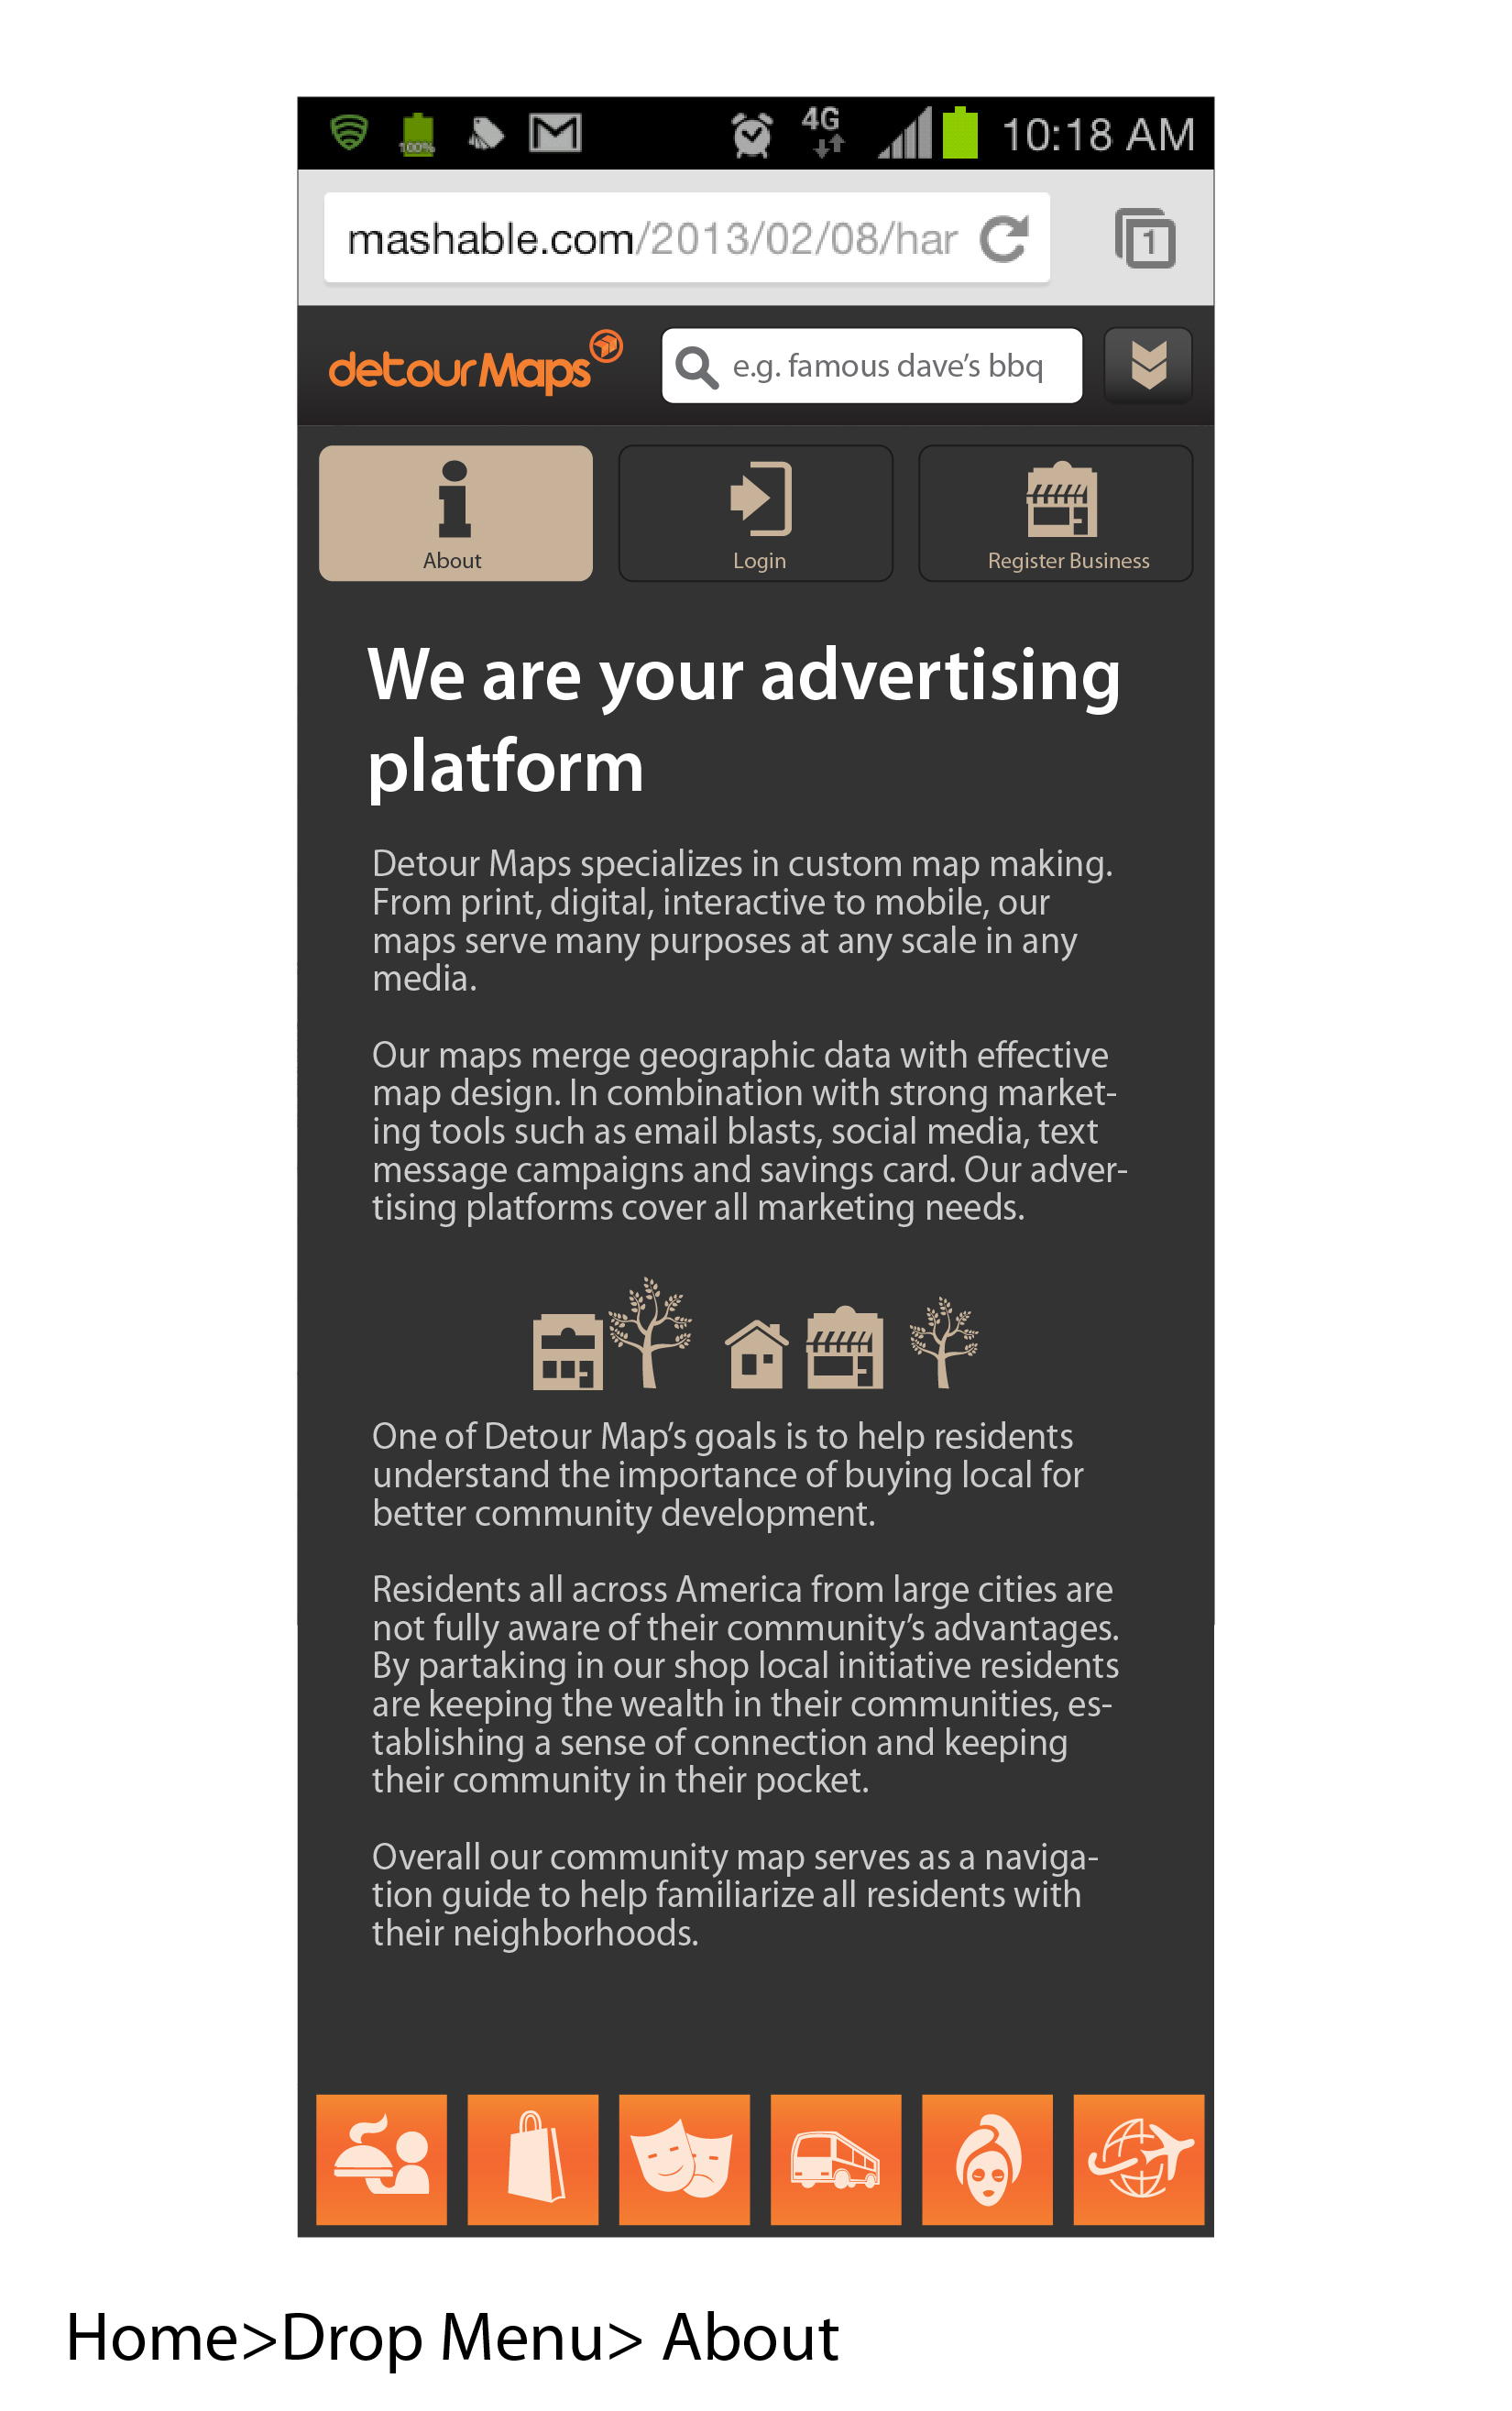 100%
4G
10:18 AM
mashable.com/2013/02/08/har
1
detourMaps
e.g. famous dave's bbq
About
Login
Register Business
We are your advertising
platform
Detour Maps specializes in custom map making.
From print, digital, interactive to mobile, our
maps serve many purposes at any scale in any
media.
Our maps merge geographic data with effective
map design. In combination with strong market-
ing tools such as email blasts, social media, text
message campaigns and savings card. Our adver-
tising platforms cover all marketing needs.
One of Detour Map’s goals is to help residents
understand the importance of buying local for
better community development.
Residents all across America from large cities are
not fully aware of their community’s advantages.
By partaking in our shop local initiative residents
are keeping the wealth in their communities, es-
tablishing a sense of connection and keeping
their community in their pocket.
Overall our community map serves as a naviga-
tion guide to help familiarize all residents with
their neighborhoods.
Home>Drop Menu> About